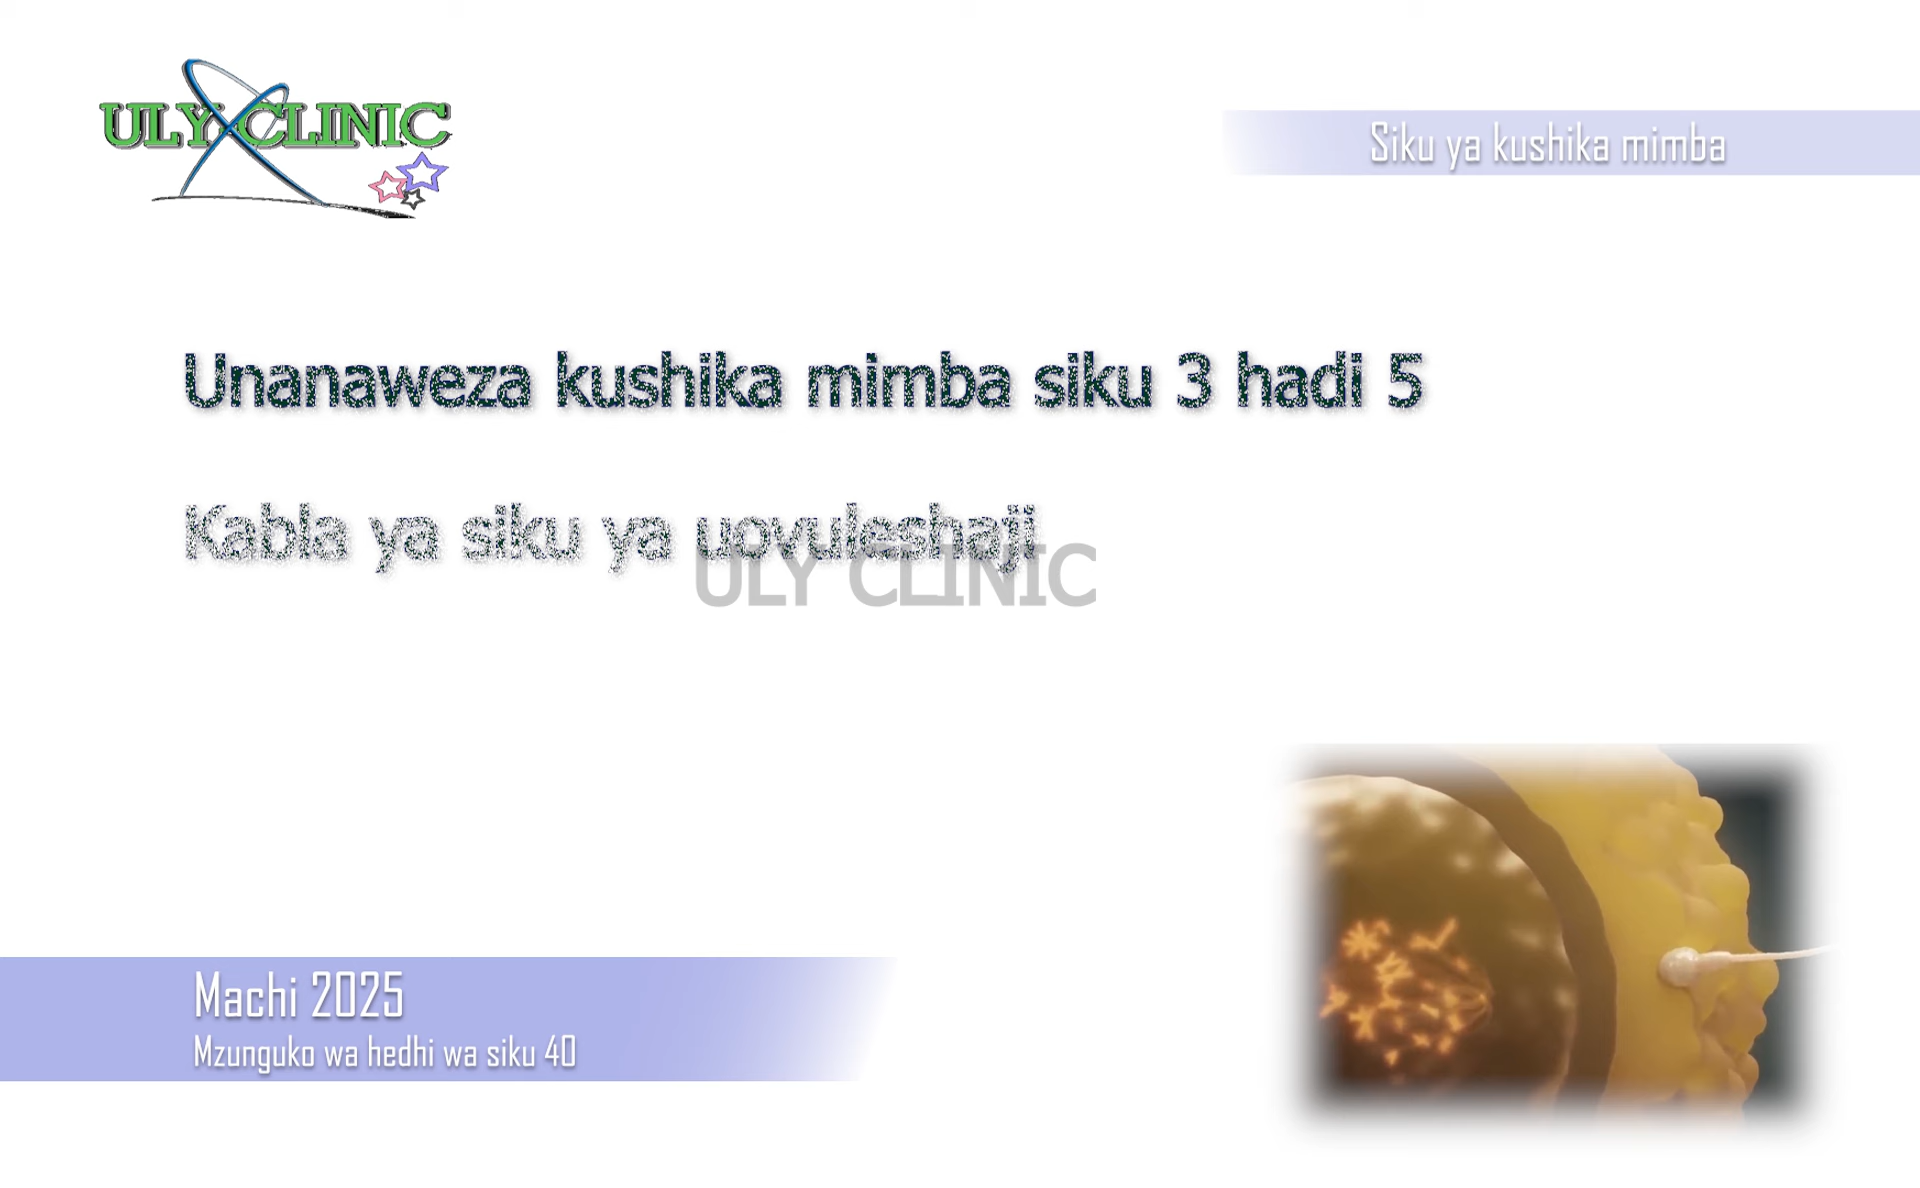 ULY CLINIC
Siku ya kushika mimba
Unanaweza kushika mimba siku 3 hadi 5
Kabla ya siku ya uovuleshaji
ULY CLINIC
Machi 2025
Mzunguko wa hedhi wa siku 40